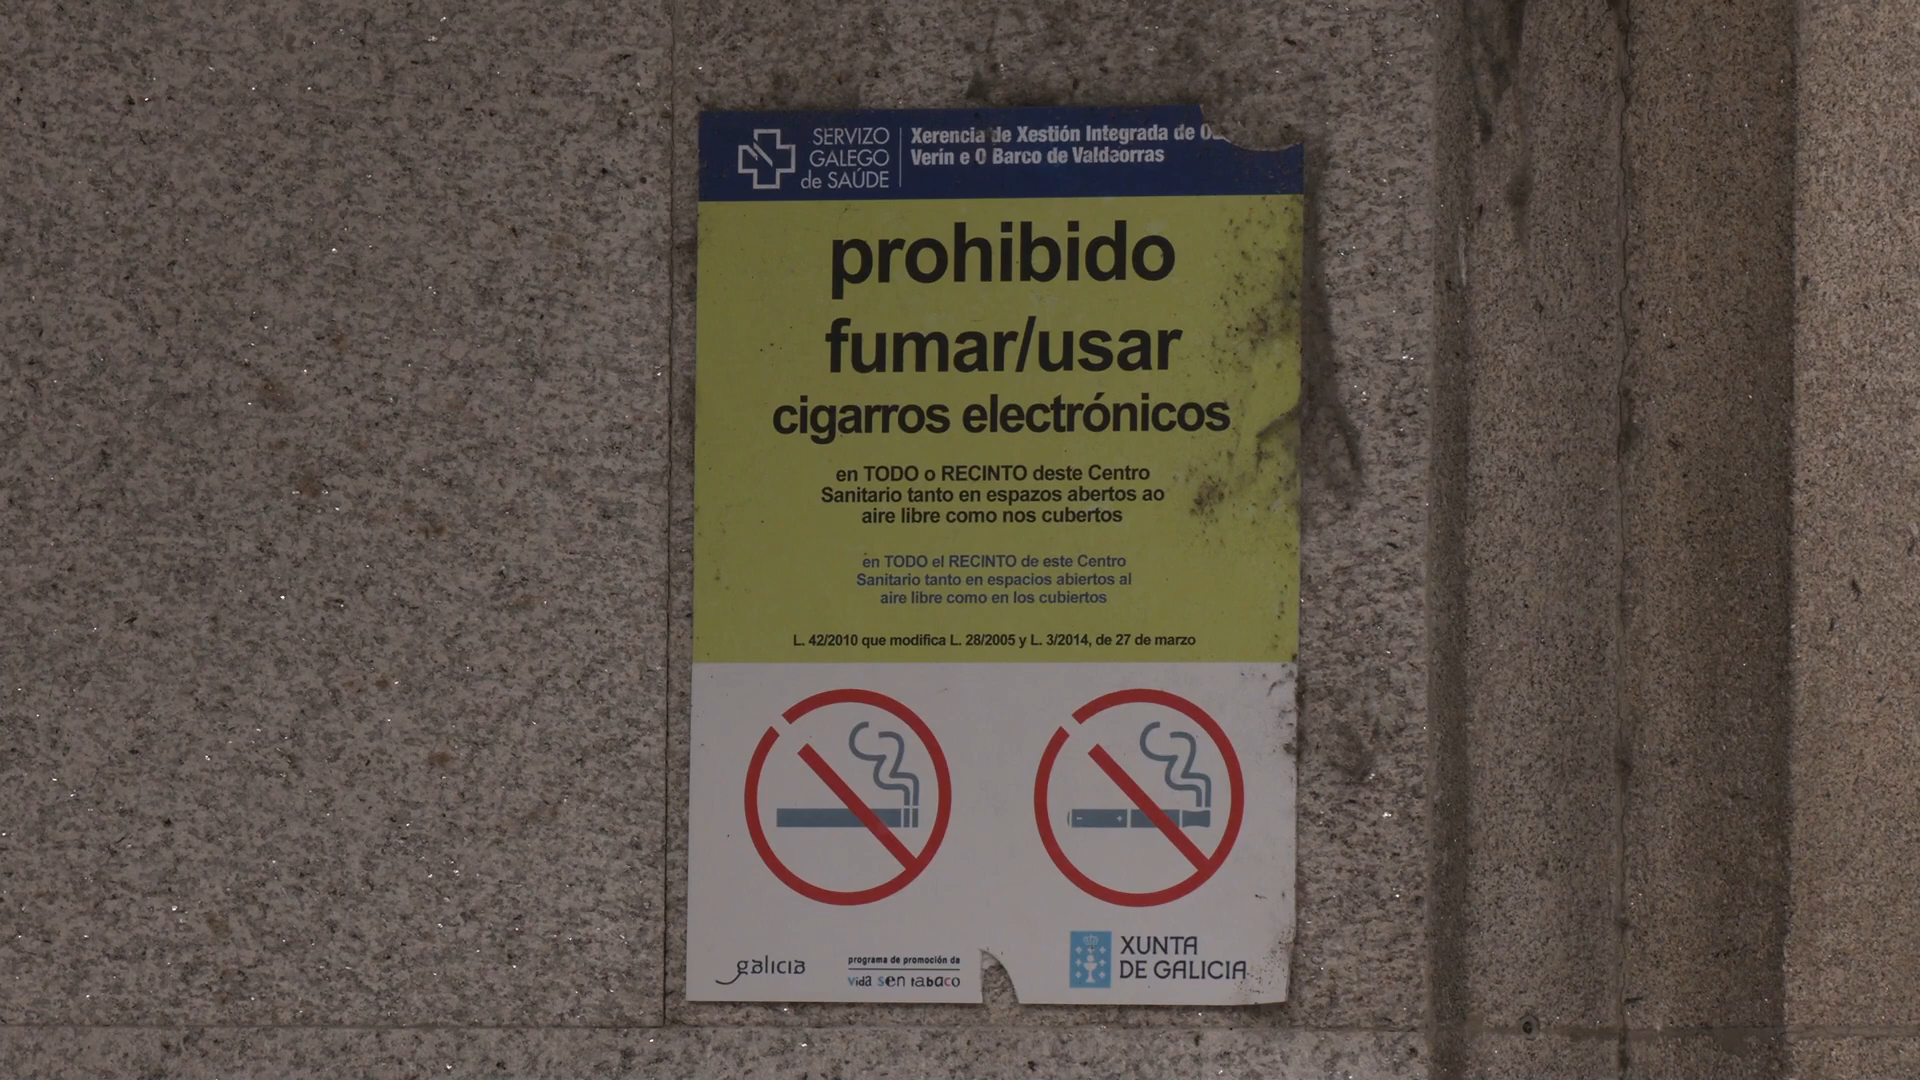 SERVIZO
GALEGO
de SAÚDE
Xerencia de Xestión Integrada de
Verín e O Barco de Valdeorras
prohibido
fumar/usar
cigarros electrónicos
en TODO o RECINTO deste Centro
Sanitario tanto en espazos abertos ao
aire libre como nos cubertos
en TODO el RECINTO de este Centro
Sanitario tanto en espacios abiertos al
aire libre como en los cubiertos
L. 42/2010 que modifica L. 28/2005 y L. 3/2014, de 27 de marzo
galicia
programa de promoción da
vida sen tabaco
XUNTA
DE GALICIA